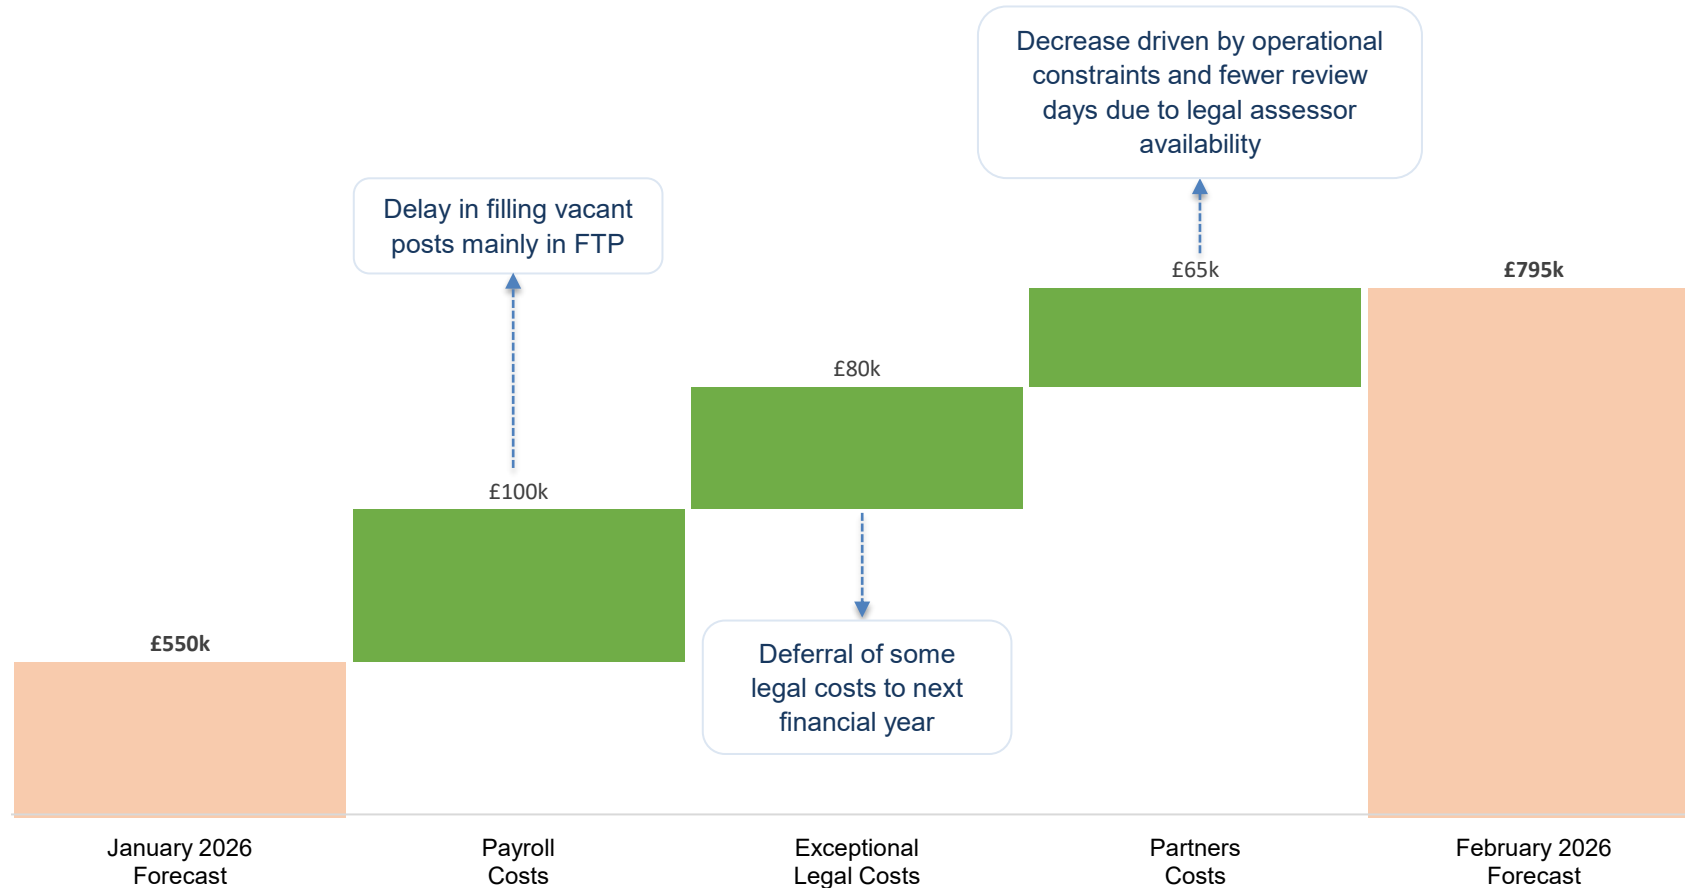 Decrease driven by operational
constraints and fewer review
days due to legal assessor
availability
Delay in filling vacant
posts mainly in FTP
£65k
£795k
£80k
£100k
£550k
Deferral of some
legal costs to next
financial year
January 2026
Forecast
Payroll
Costs
Exceptional
Legal Costs
Partners
Costs
February 2026
Forecast